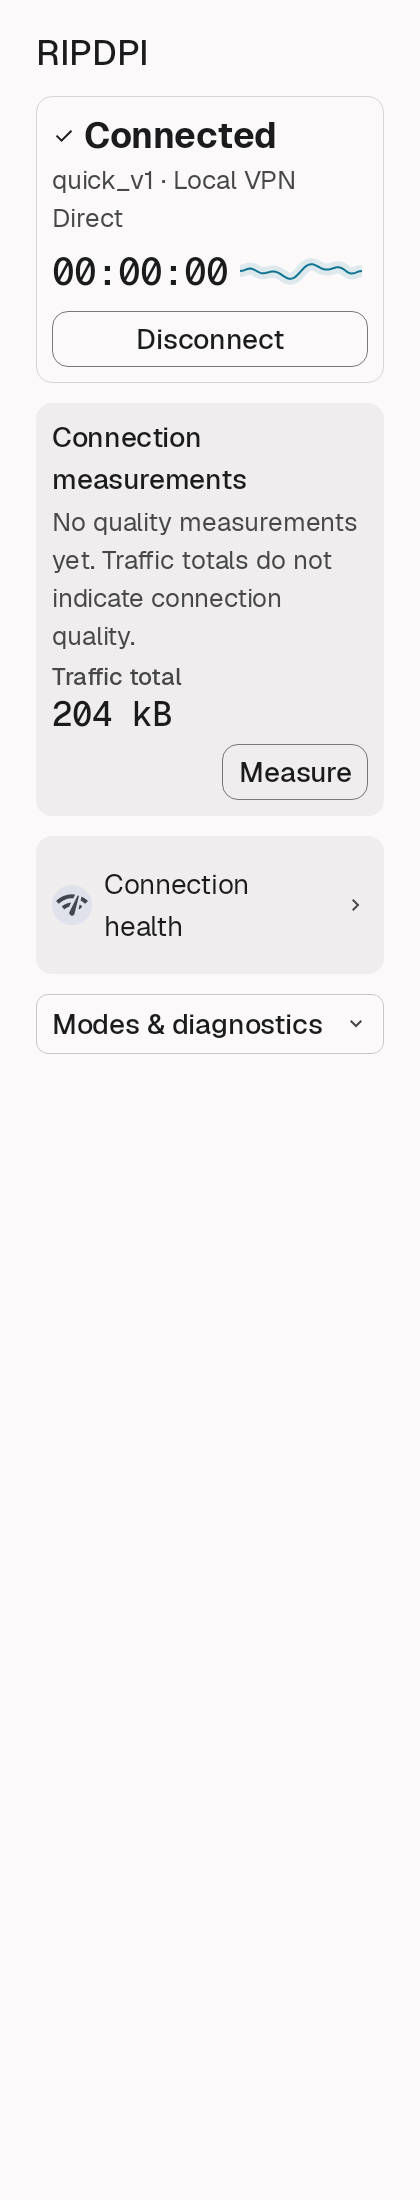 RIPDPI
Connected
quick_v1 · Local VPN
Direct
00:00:00
Disconnect
Connection
measurements
No quality measurements
yet. Traffic totals do not
indicate connection
quality.
Traffic total
204 kB
Measure
Connection
health
Modes & diagnostics